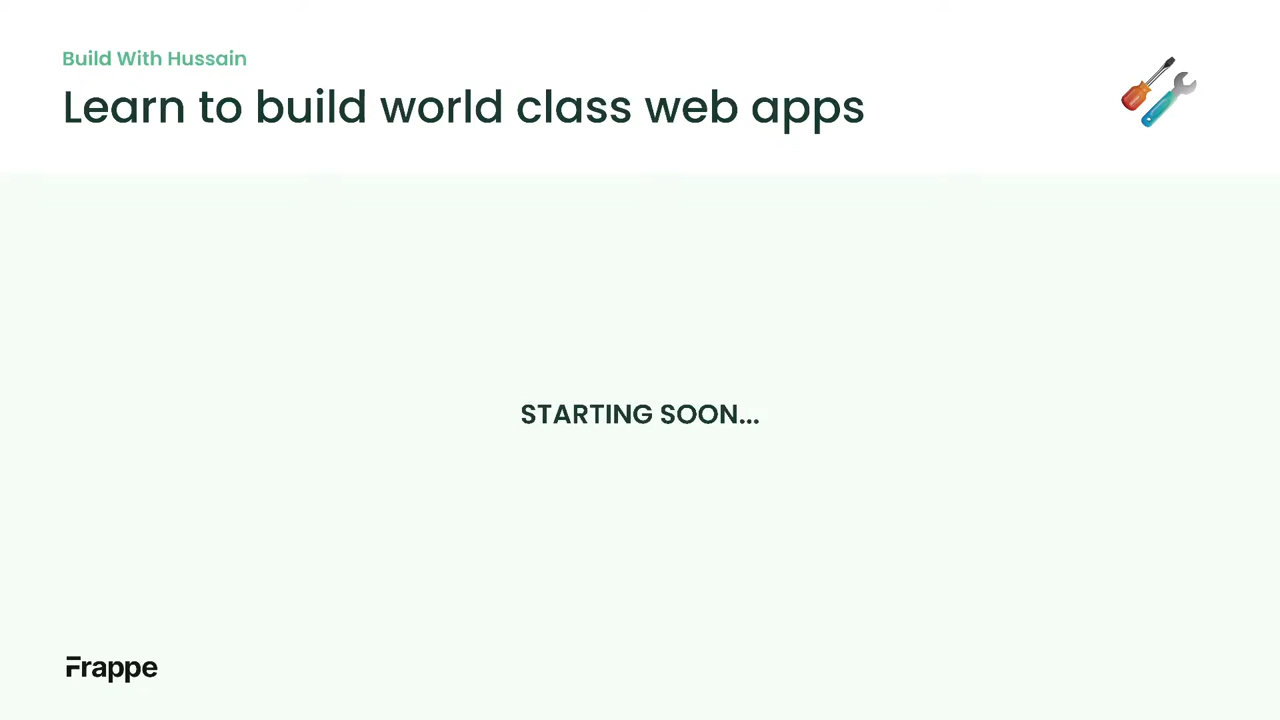 Build With Hussain
Learn to build world class web apps
STARTING SOON...
Frappe